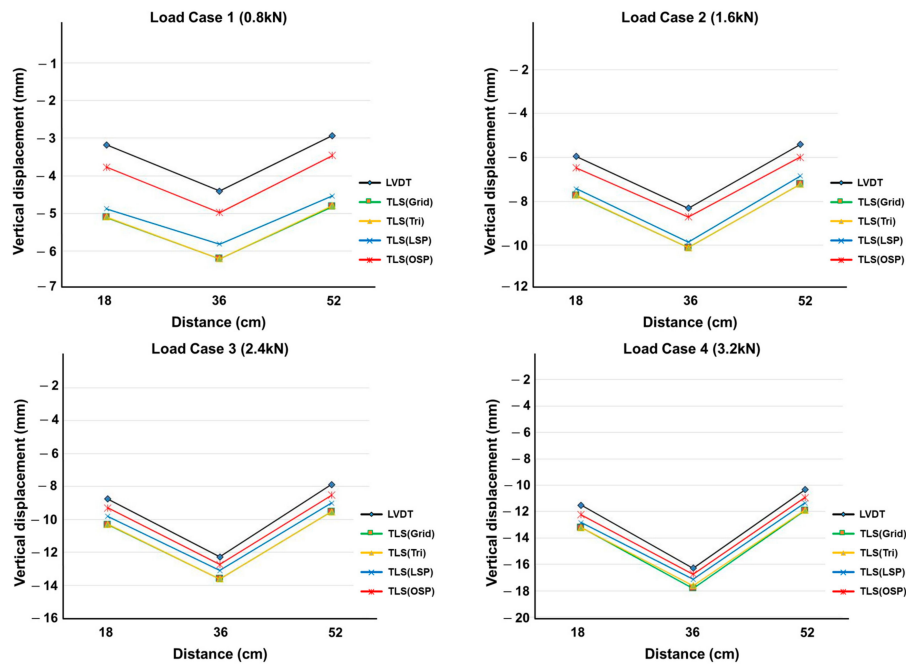 Load Case 1 (0.8kN)
Vertical displacement (mm)
− 1
− 2
− 3
− 4
− 5
− 6
− 7
18 36 52
Distance (cm)
LVDT
TLS(Grid)
TLS(Tri)
TLS(LSP)
TLS(OSP)
Load Case 2 (1.6kN)
Vertical displacement (mm)
− 2
− 4
− 6
− 8
− 10
− 12
18 36 52
Distance (cm)
LVDT
TLS(Grid)
TLS(Tri)
TLS(LSP)
TLS(OSP)
Load Case 3 (2.4kN)
Vertical displacement (mm)
− 2
− 4
− 6
− 8
− 10
− 12
− 14
− 16
18 36 52
Distance (cm)
LVDT
TLS(Grid)
TLS(Tri)
TLS(LSP)
TLS(OSP)
Load Case 4 (3.2kN)
Vertical displacement (mm)
− 2
− 4
− 6
− 8
− 10
− 12
− 14
− 16
− 18
− 20
18 36 52
Distance (cm)
LVDT
TLS(Grid)
TLS(Tri)
TLS(LSP)
TLS(OSP)